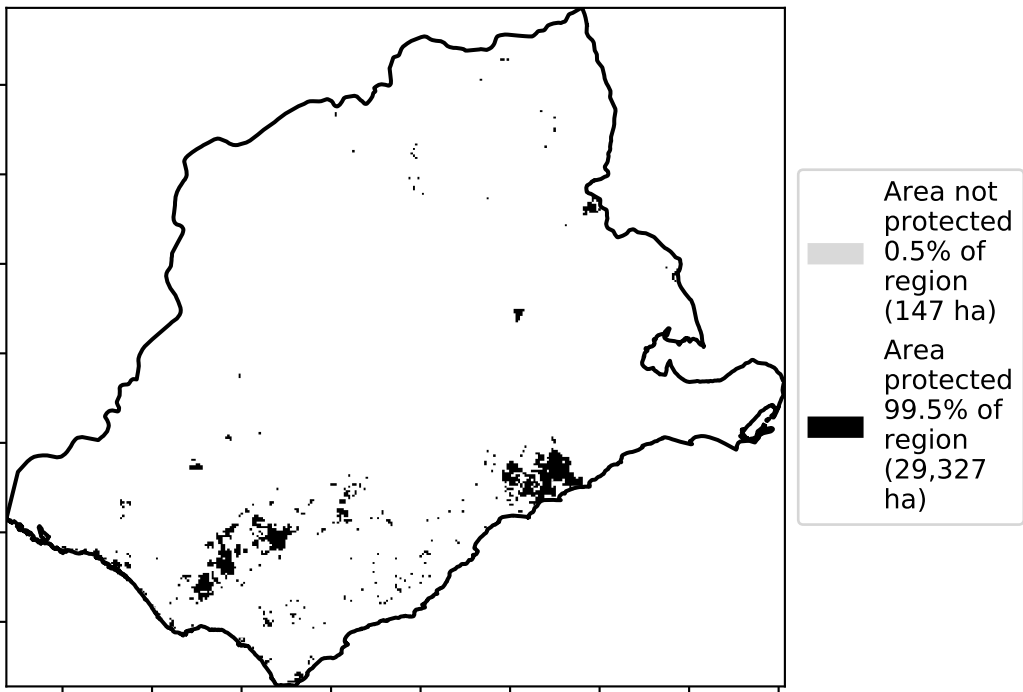 Area not
protected
0.5% of
region
(147 ha)
Area
protected
99.5% of
region
(29,327
ha)